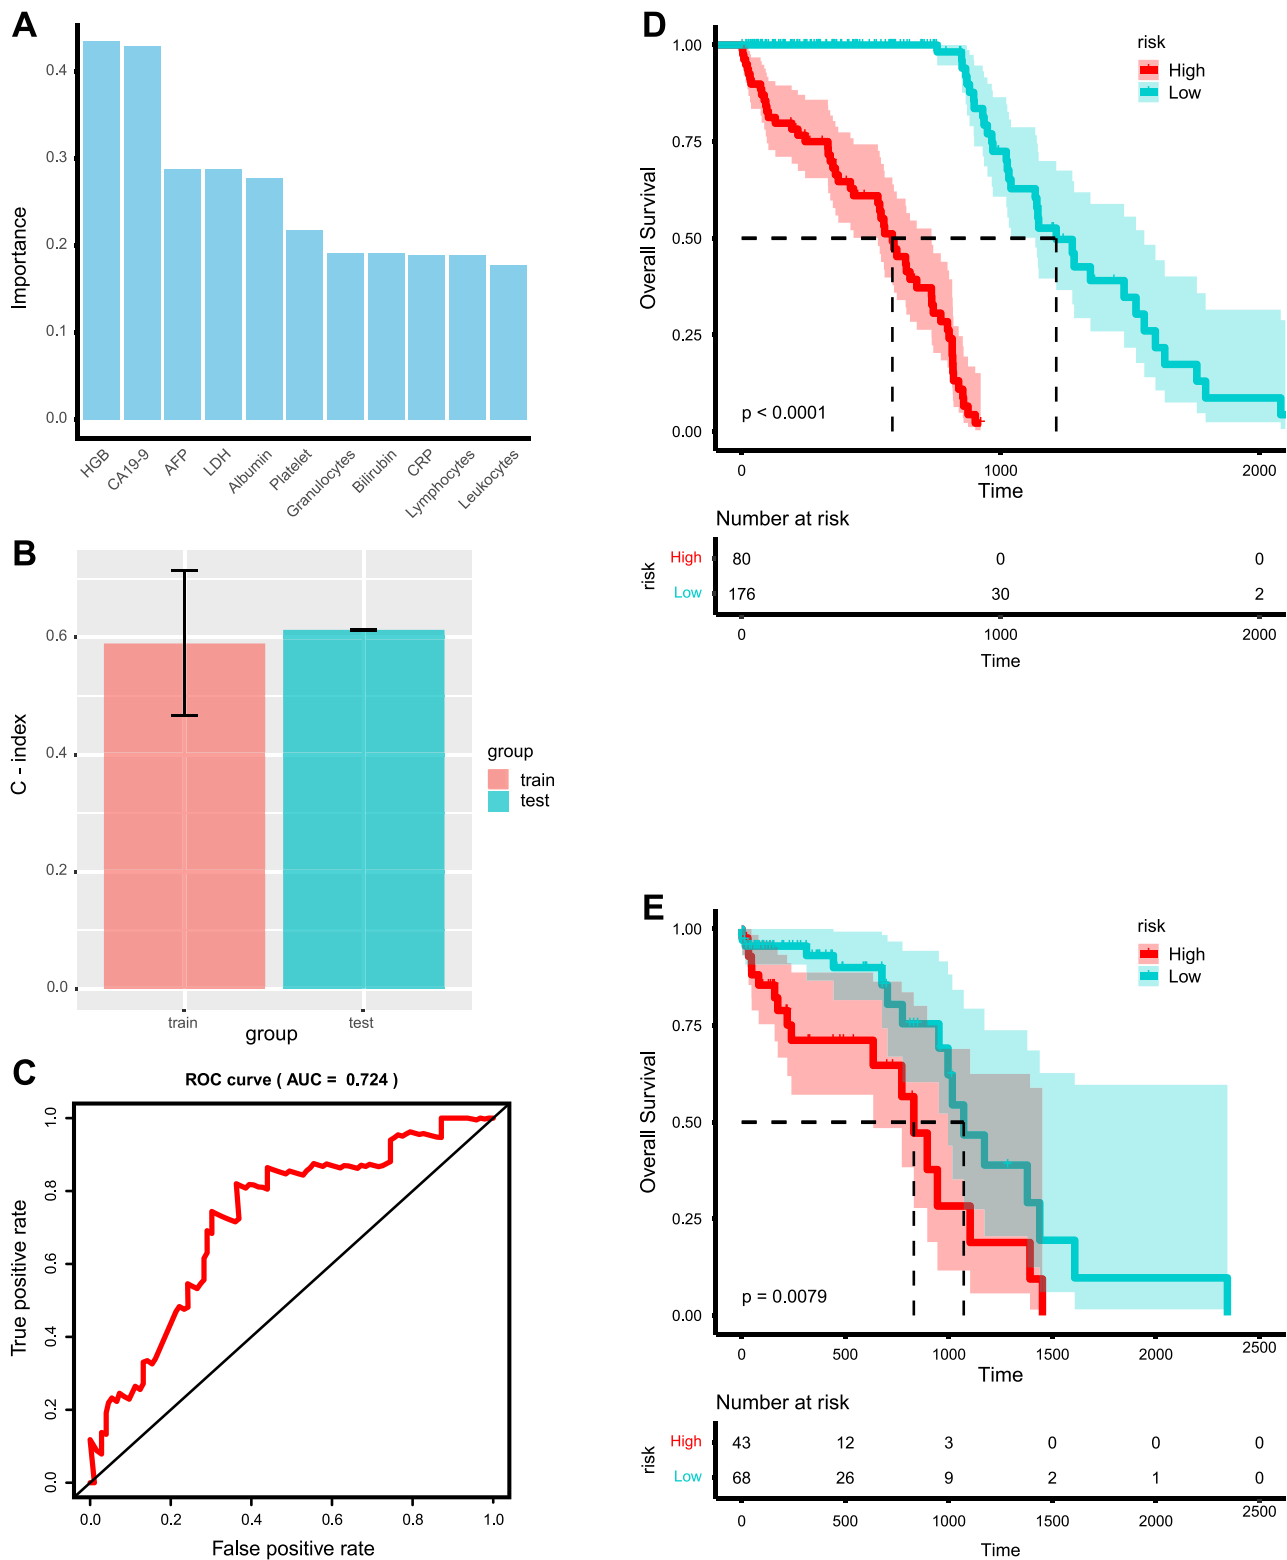 A
Importance
0.4
0.3
0.2
0.1
0.0
HGB
CA19-9
AFP
LDH
Albumin
Platelet
Granulocytes
Bilirubin
CRP
Lymphocytes
Leukocytes
B
C - index
0.6
0.4
0.2
0.0
train
test
group
group
train
test
C
ROC curve ( AUC = 0.724 )
True positive rate
1.0
0.8
0.6
0.4
0.2
0.0
0.0 0.2 0.4 0.6 0.8 1.0
False positive rate
D
Overall Survival
1.00
0.75
0.50
0.25
0.00
risk
High
Low
p < 0.0001
0 1000 2000
Time
Number at risk
risk
High 80 0 0
Low 176 30 2
0 1000 2000
Time
E
Overall Survival
1.00
0.75
0.50
0.25
0.00
risk
High
Low
p = 0.0079
0 500 1000 1500 2000 2500
Time
Number at risk
risk
High 43 12 3 0 0 0
Low 68 26 9 2 1 0
0 500 1000 1500 2000 2500
Time